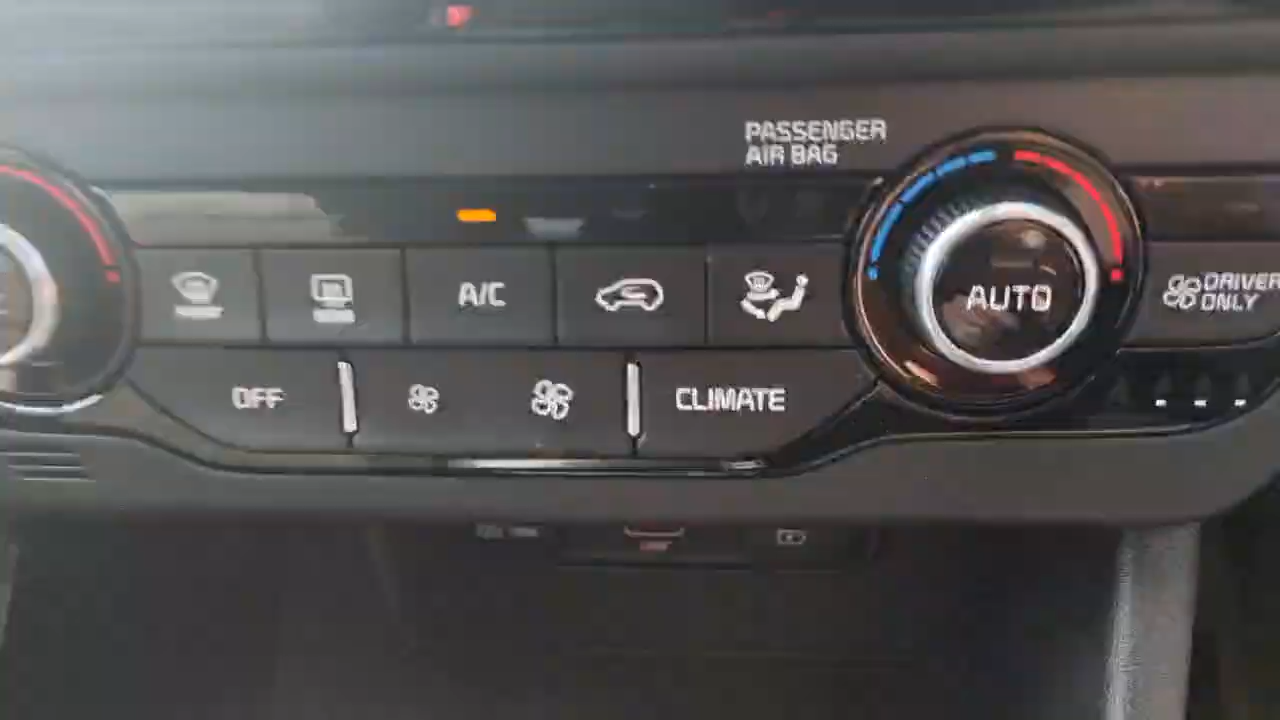 PASSENGER
AIR BAG
A/C
AUTO
DRIVER
ONLY
OFF
CLIMATE